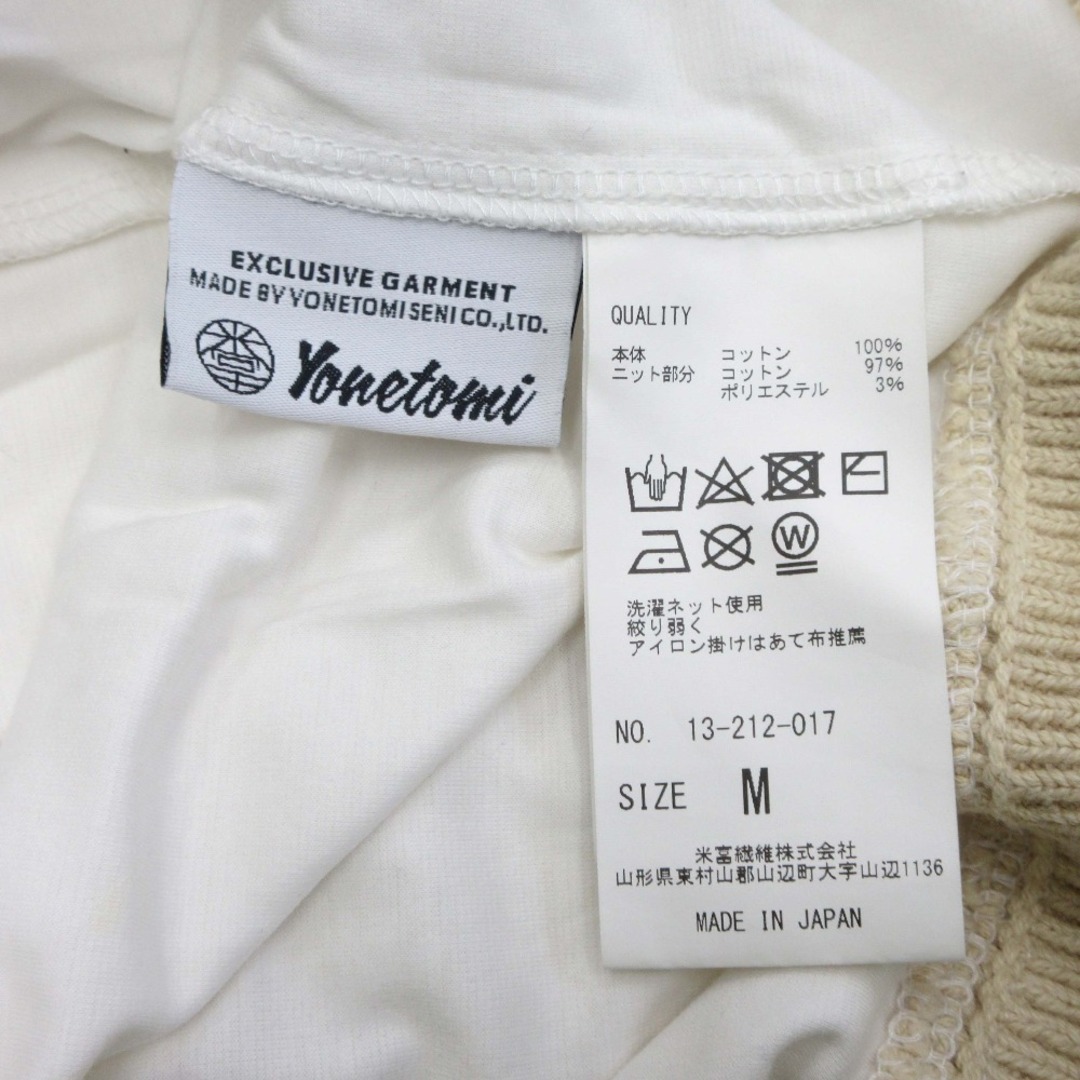 EXCLUSIVE GARMENT
MADE BY YONETOMI SENI CO.,LTD.
米富
Yonetomi
QUALITY
本体 コットン 100%
ニット部分 コットン 97%
ポリエステル 3%
W
洗濯ネット使用
絞り弱く
アイロン掛けはあて布推薦
NO. 13-212-017
SIZE M
米富繊維株式会社
山形県東村山郡山辺町大字山辺1136
MADE IN JAPAN